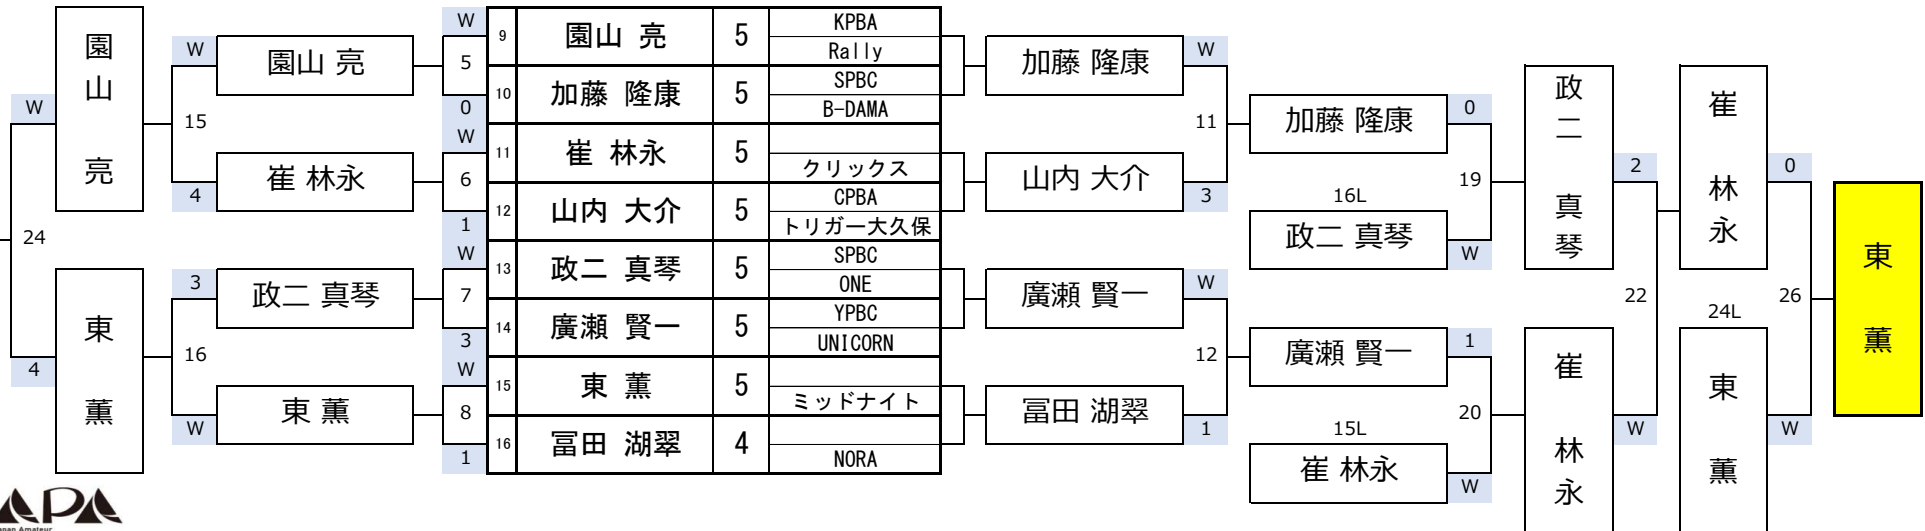 園山 亮
W
24
4
東 薫
W
15
4
3
16
W
園山 亮
崔 林永
政二 真琴
東 薫
W
5
0
W
6
1
W
7
3
W
8
1
9 園山 亮 5 KPBA
Rally
10 加藤 隆康 5 SPBC
B-DAMA
11 崔 林永 5
クリックス
12 山内 大介 5 CPBA
トリガー大久保
13 政二 真琴 5 SPBC
ONE
14 廣瀬 賢一 5 YPBC
UNICORN
15 東 薫 5
ミッドナイト
16 冨田 湖翠 4
NORA
加藤 隆康
山内 大介
廣瀬 賢一
冨田 湖翠
W
11
3
W
12
1
加藤 隆康
16L
政二 真琴
廣瀬 賢一
15L
崔 林永
0
19
W
1
20
W
政二 真琴
崔 林永
2
22
W
崔 林永
24L
東 薫
0
26
W
東 薫
APA
Japan Amateur